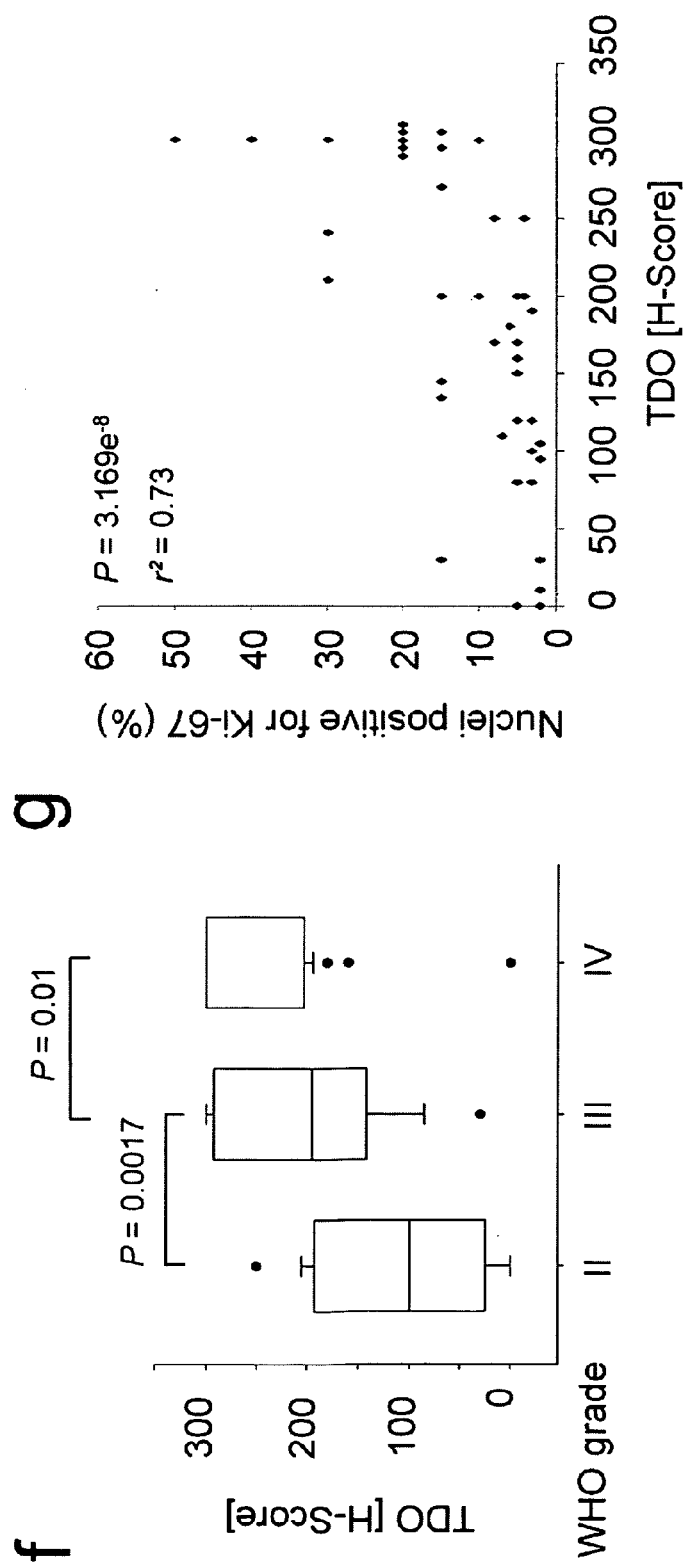 f
TDO [H-Score]
300
200
100
0
P = 0.0017
P = 0.01
II
III
IV
WHO grade
g
Nuclei positive for Ki-67 (%)
60
50
40
30
20
10
0
P = 3.169e-8
r² = 0.73
0 50 100 150 200 250 300 350
TDO [H-Score]